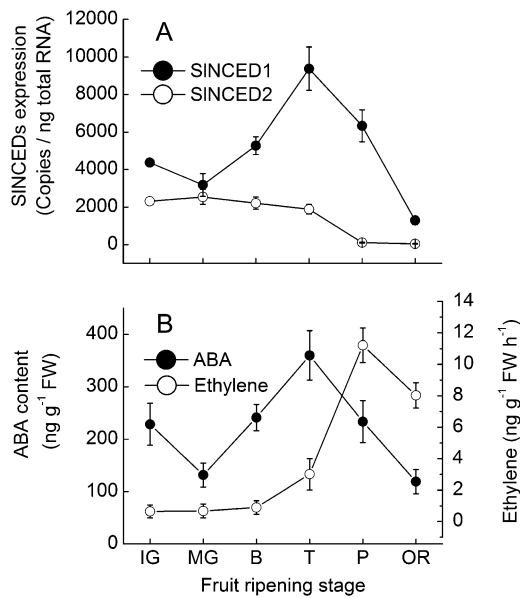 A
SlNCED1
SlNCED2
SlNCEDs expression
(Copies / ng total RNA)
12000
10000
8000
6000
4000
2000
0
B
ABA
Ethylene
ABA content
(ng g-1 FW)
400
300
200
100
0
14
12
10
8
6
4
2
0
Ethylene (ng g-1 FW h-1)
IG MG B T P OR
Fruit ripening stage